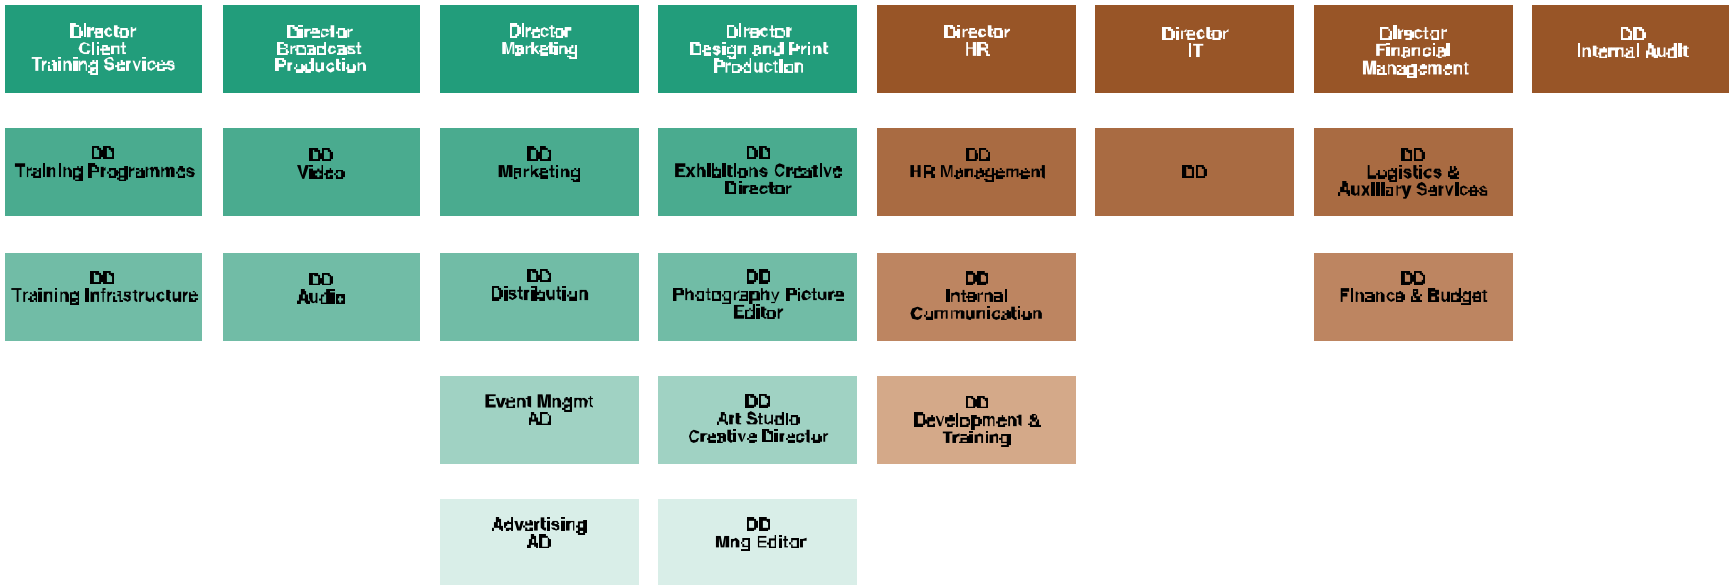 Director
Client
Training Services
Director
Broadcast
Production
Director
Marketing
Director
Design and Print
Production
Director
HR
Director
IT
Director
Financial
Management
DD
Internal Audit
DD
Training Programmes
DD
Video
DD
Marketing
DD
Exhibitions Creative
Director
DD
HR Management
DD
DD
Logistics &
Auxiliary Services
DD
Training Infrastructure
DD
Audio
DD
Distribution
DD
Photography Picture
Editor
DD
Internal
Communication
DD
Finance & Budget
Event Mngmt
AD
DD
Art Studio
Creative Director
DD
Development &
Training
Advertising
AD
DD
Mng Editor